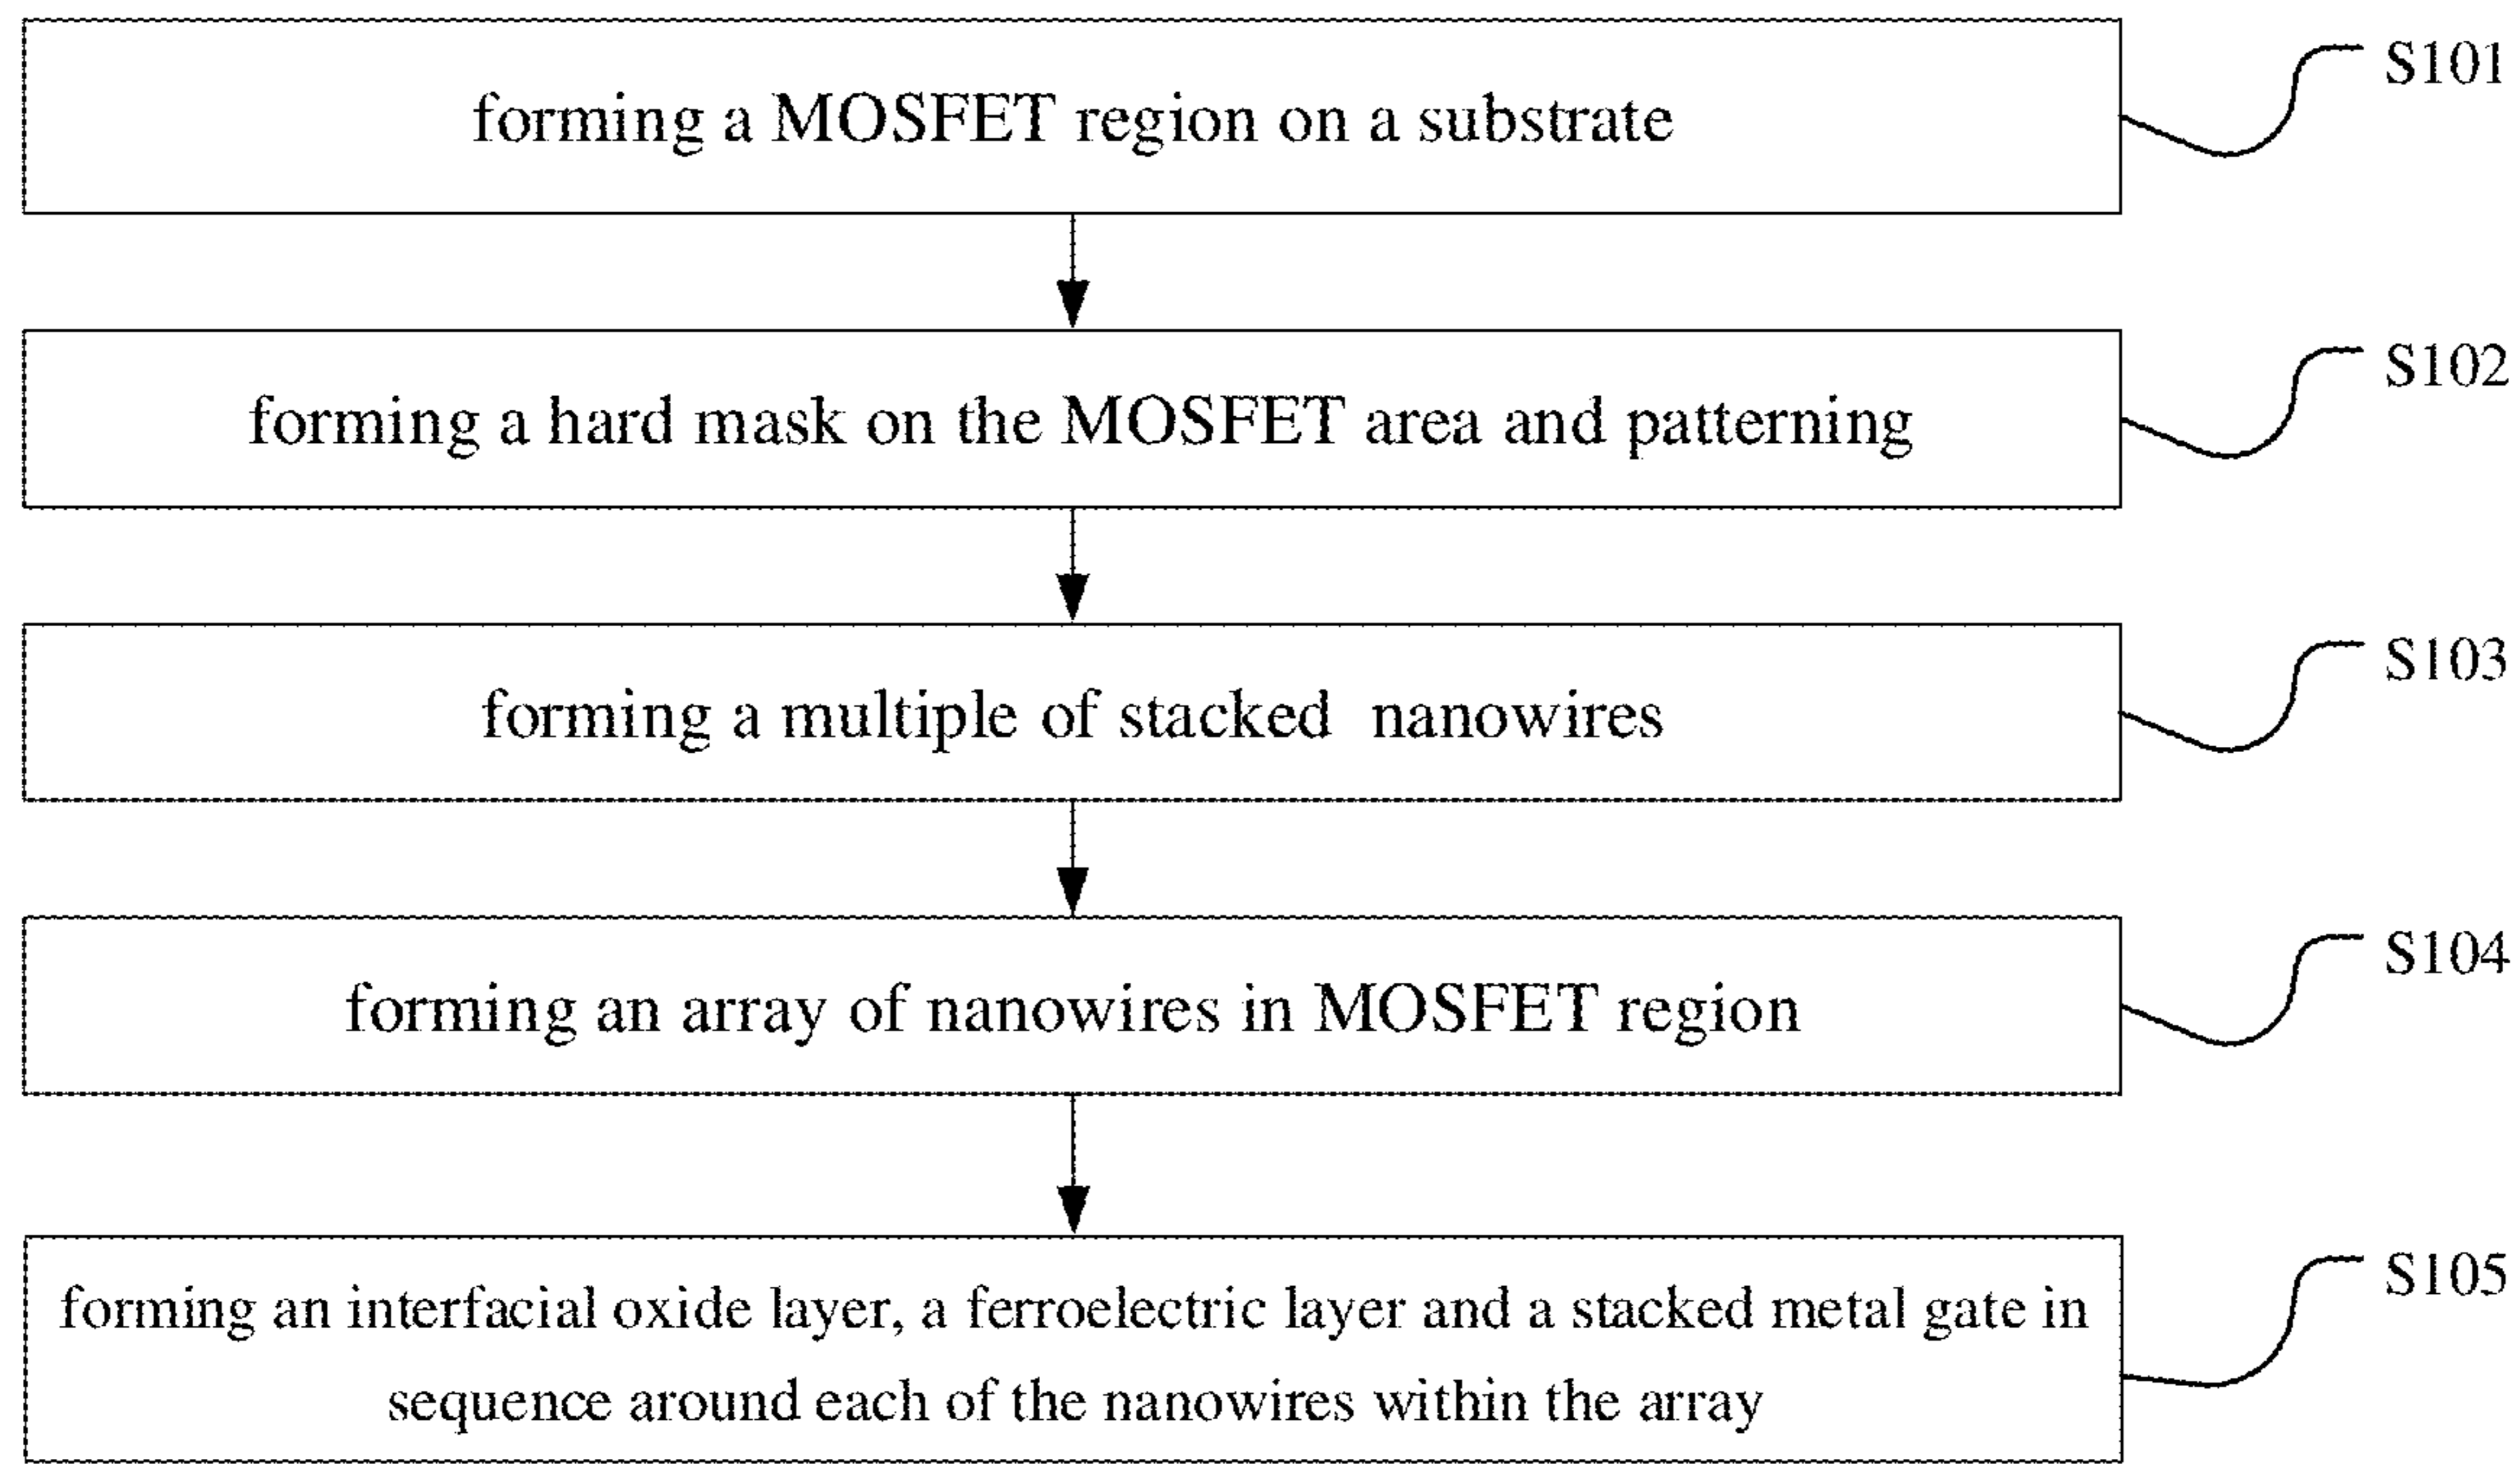 forming a MOSFET region on a substrate
S101
forming a hard mask on the MOSFET area and patterning
S102
forming a multiple of stacked nanowires
S103
forming an array of nanowires in MOSFET region
S104
forming an interfacial oxide layer, a ferroelectric layer and a stacked metal gate in
sequence around each of the nanowires within the array
S105